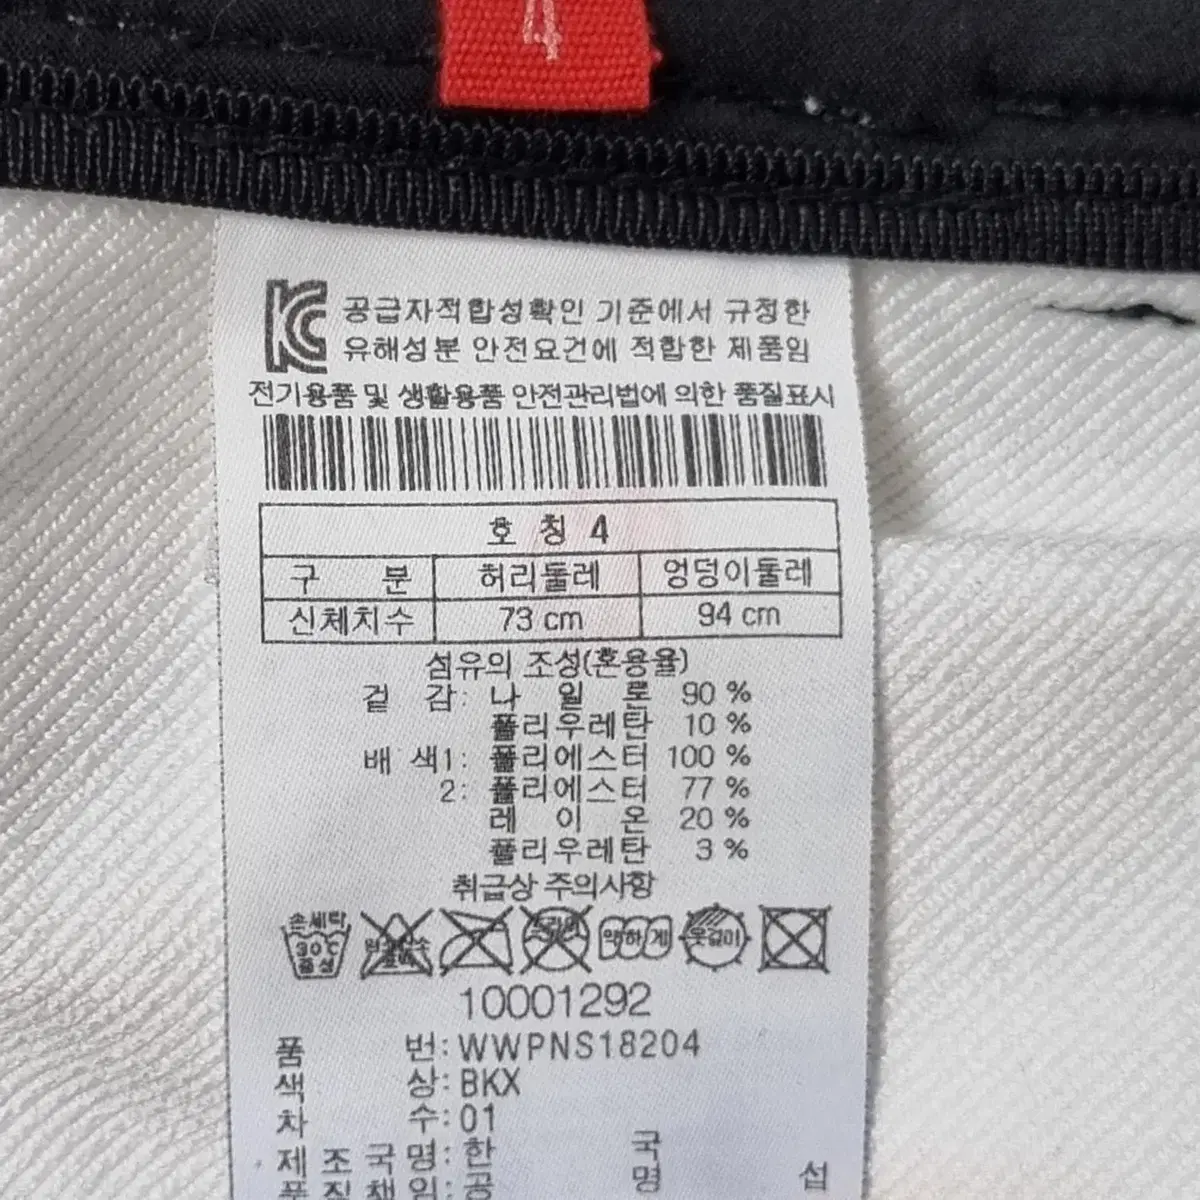 4
KC 공급자적합성확인 기준에서 규정한
유해성분 안전요건에 적합한 제품임
전기용품 및 생활용품 안전관리법에 의한 품질표시
호 칭 4
구 분 허리둘레 엉덩이둘레
신체치수 73 cm 94 cm
섬유의 조성(혼용율)
겉 감: 나 일 론 90 %
폴리우레탄 10 %
배 색1: 폴리에스터 100 %
2: 폴리에스터 77 %
레 이 온 20 %
폴리우레탄 3 %
취급상 주의사항
손세탁
30℃
중성
약하게
옷걸이
10001292
품 번: WWPNS18204
색 상: BKX
차 수: 01
제 조 국 명: 한 국
품 질 책 임: 공 명 섭